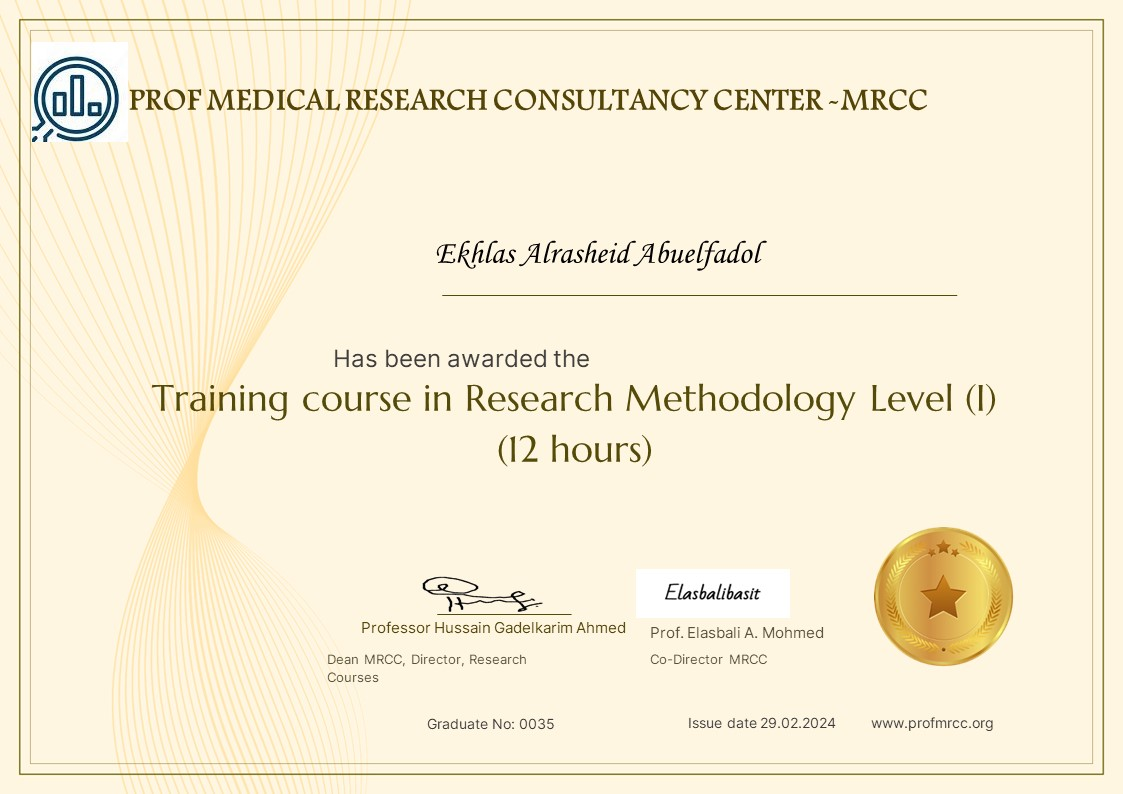 PROF MEDICAL RESEARCH CONSULTANCY CENTER -MRCC
Ekhlas Alrasheid Abuelfadol
Has been awarded the
Training course in Research Methodology Level (I)
(12 hours)
Elasbalibasit
Professor Hussain Gadelkarim Ahmed
Prof. Elasbali A. Mohmed
Dean MRCC, Director, Research
Courses
Co-Director MRCC
Graduate No: 0035
Issue date 29.02.2024
www.profmrcc.org